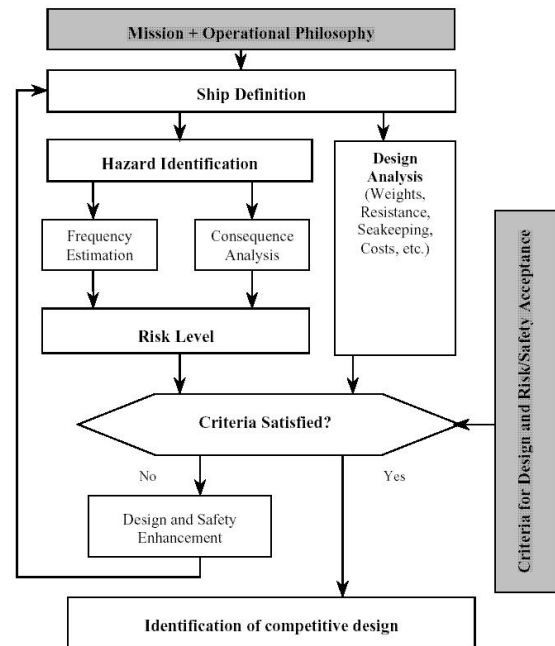 Mission + Operational Philosophy
Ship Definition
Hazard Identification
Design
Analysis
(Weights,
Resistance,
Seakeeping,
Costs, etc.)
Frequency
Estimation
Consequence
Analysis
Risk Level
Criteria for Design and Risk/Safety Acceptance
Criteria Satisfied?
No
Yes
Design and Safety
Enhancement
Identification of competitive design